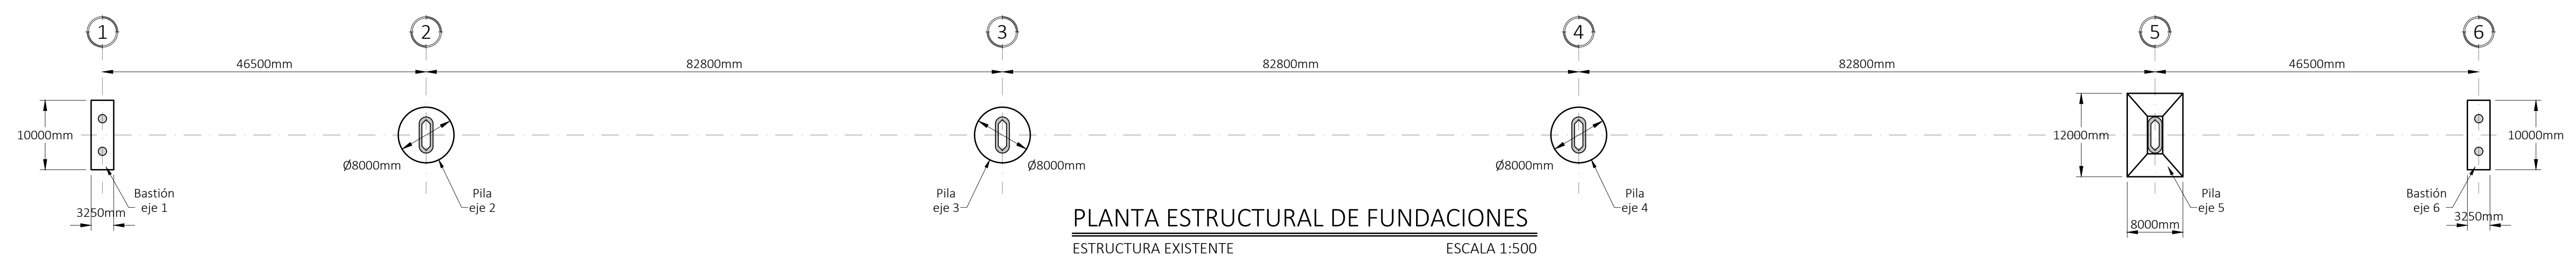 1
2
3
4
5
6
46500mm
82800mm
82800mm
82800mm
46500mm
10000mm
3250mm
Bastión
eje 1
Ø8000mm
Pila
eje 2
Pila
eje 3
Ø8000mm
Ø8000mm
Pila
eje 4
12000mm
8000mm
Pila
eje 5
Bastión
eje 6
3250mm
10000mm
PLANTA ESTRUCTURAL DE FUNDACIONES
ESTRUCTURA EXISTENTE
ESCALA 1:500